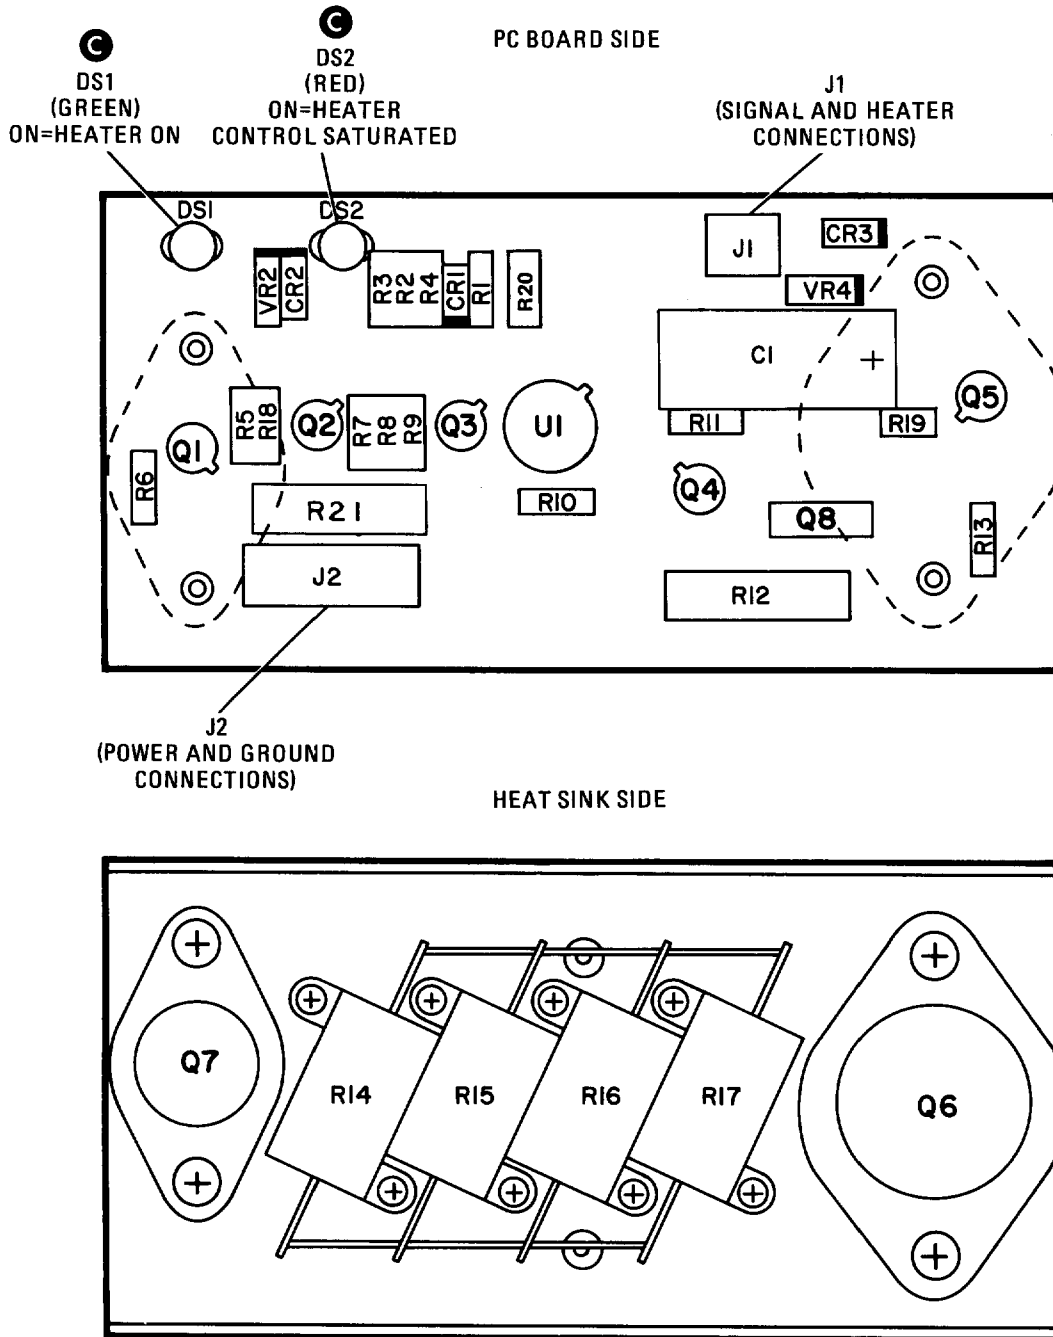 C
DS1
(GREEN)
ON=HEATER ON
C
DS2
(RED)
ON=HEATER
CONTROL SATURATED
PC BOARD SIDE
J1
(SIGNAL AND HEATER
CONNECTIONS)
DS1
DS2
J1
CR3
VR2
CR2
R3
R2
R4
CR1
R1
R20
VR4
C1
+
R5
R18
Q2
R7
R8
R9
Q3
U1
R11
R19
Q5
Q1
R6
R21
R10
Q4
Q8
R13
J2
R12
J2
(POWER AND GROUND
CONNECTIONS)
HEAT SINK SIDE
Q7
R14
R15
R16
R17
Q6